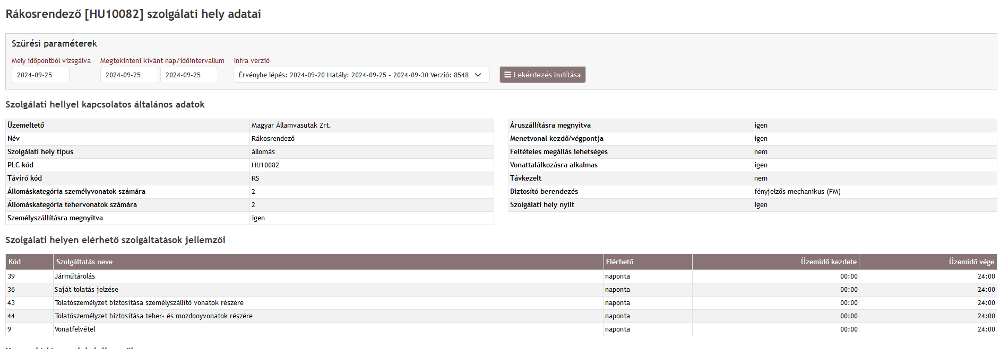 Rákosrendező [HU10082] szolgálati hely adatai
Szűrési paraméterek
Mely időpontból vizsgálva Megtekinteni kívánt nap/időintervallum Infra verzió
2024-09-25 2024-09-25 2024-09-25 Érvénybe lépés: 2024-09-20 Hatály: 2024-09-25 - 2024-09-30 Verzió: 8548 Lekérdezés indítása
Szolgálati hellyel kapcsolatos általános adatok
Üzemeltető Magyar Államvasutak Zrt.
Név Rákosrendező
Szolgálati hely típus állomás
PLC kód HU10082
Távíró kód RS
Állomáskategória személyvonatok számára 2
Állomáskategória tehervonatok számára 2
Személyszállításra megnyitva igen
Áruszállításra megnyitva igen
Menetvonal kezdő/végpontja igen
Feltételes megállás lehetséges nem
Vonattalálkozásra alkalmas igen
Távkezelt nem
Biztosító berendezés fényjelzős mechanikus (FM)
Szolgálati hely nyílt igen
Szolgálati helyen elérhető szolgáltatások jellemzői
Kód Szolgáltatás neve Elérhető Üzemidő kezdete Üzemidő vége
39 Járműtárolás naponta 00:00 24:00
36 Saját tolatás jelzése naponta 00:00 24:00
43 Tolatószemélyzet biztosítása személyszállító vonatok részére naponta 00:00 24:00
44 Tolatószemélyzet biztosítása teher- és mozdonyvonatok részére naponta 00:00 24:00
9 Vonatfelvétel naponta 00:00 24:00